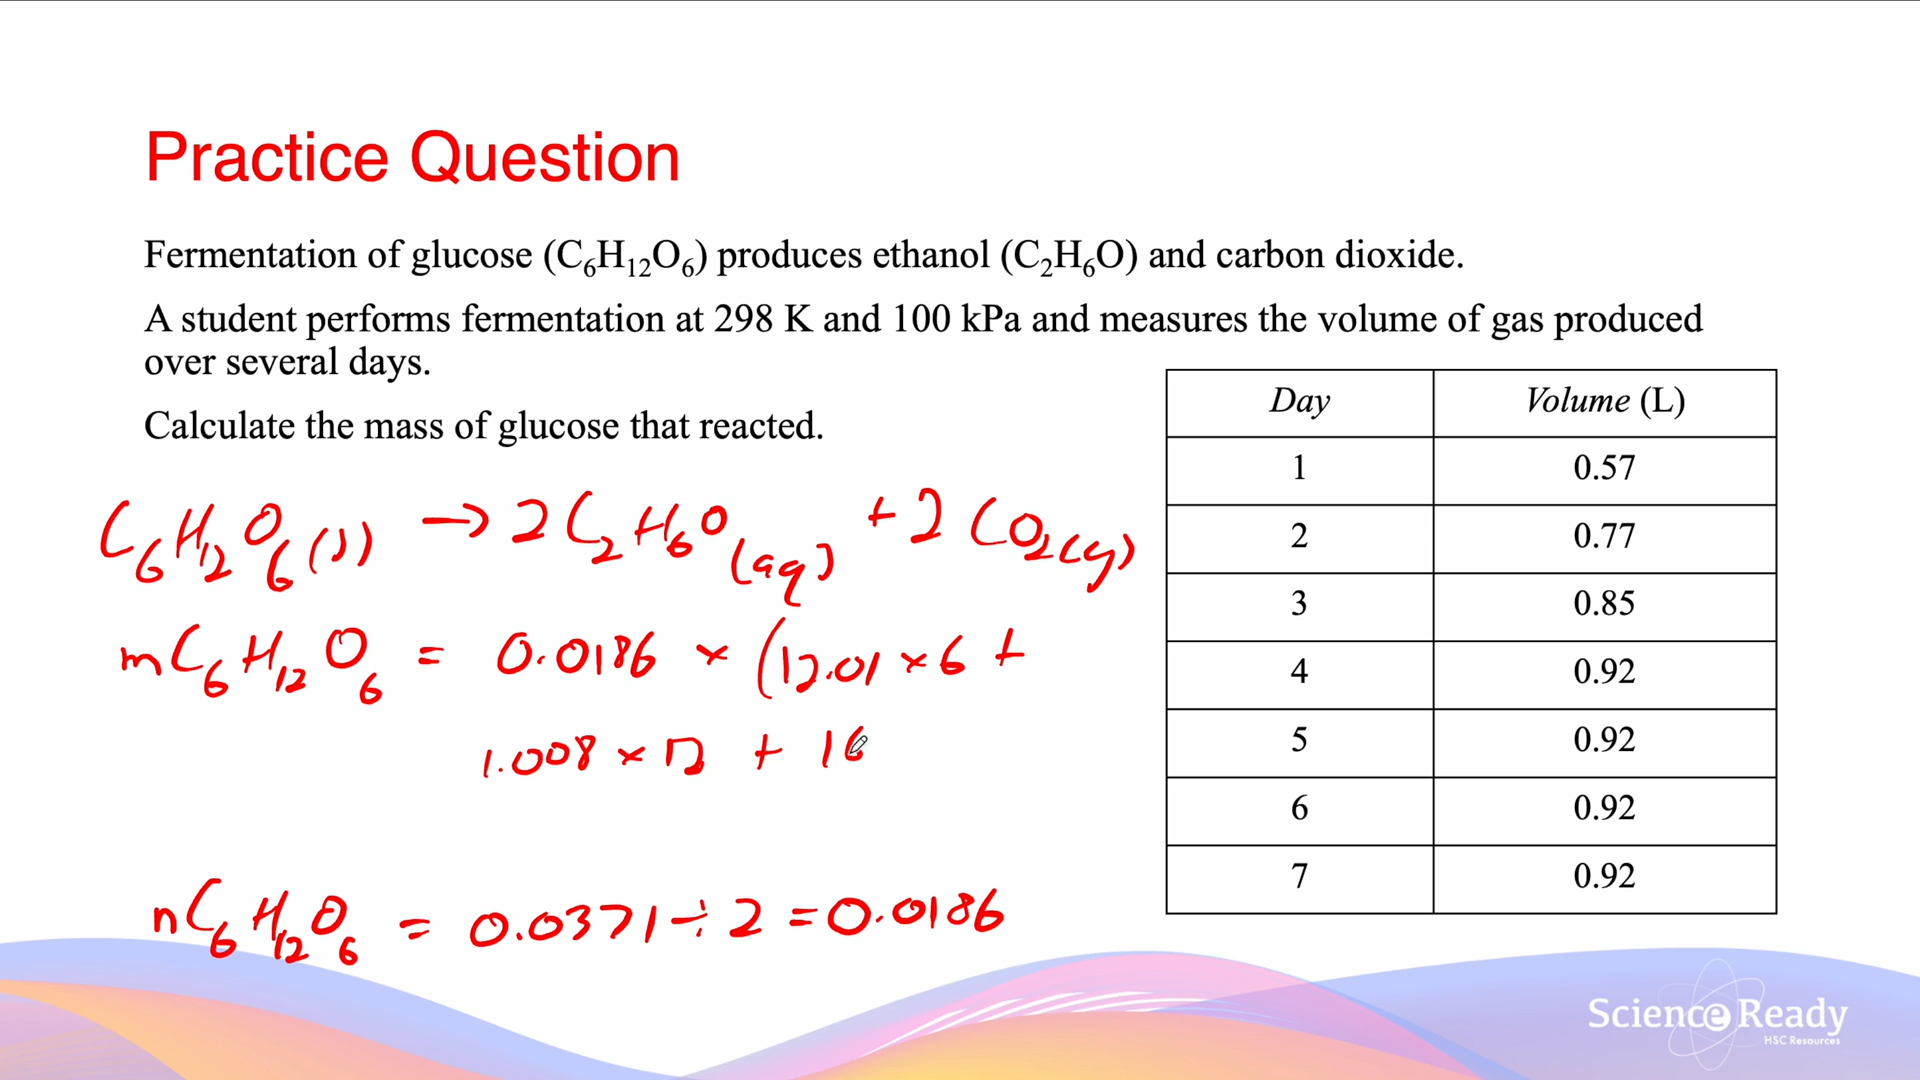 Practice Question
Fermentation of glucose (C₆H₁₂O₆) produces ethanol (C₂H₆O) and carbon dioxide.
A student performs fermentation at 298 K and 100 kPa and measures the volume of gas produced
over several days.
Calculate the mass of glucose that reacted.
Day Volume (L)
1 0.57
2 0.77
3 0.85
4 0.92
5 0.92
6 0.92
7 0.92
C₆H₁₂O₆(s) → 2C₂H₆O(aq) + 2CO₂(g)
mC₆H₁₂O₆ = 0.0186 × (12.01 × 6 +
1.008 × 12 + 16
nC₆H₁₂O₆ = 0.0371 ÷ 2 = 0.0186
Science Ready
HSC Resources